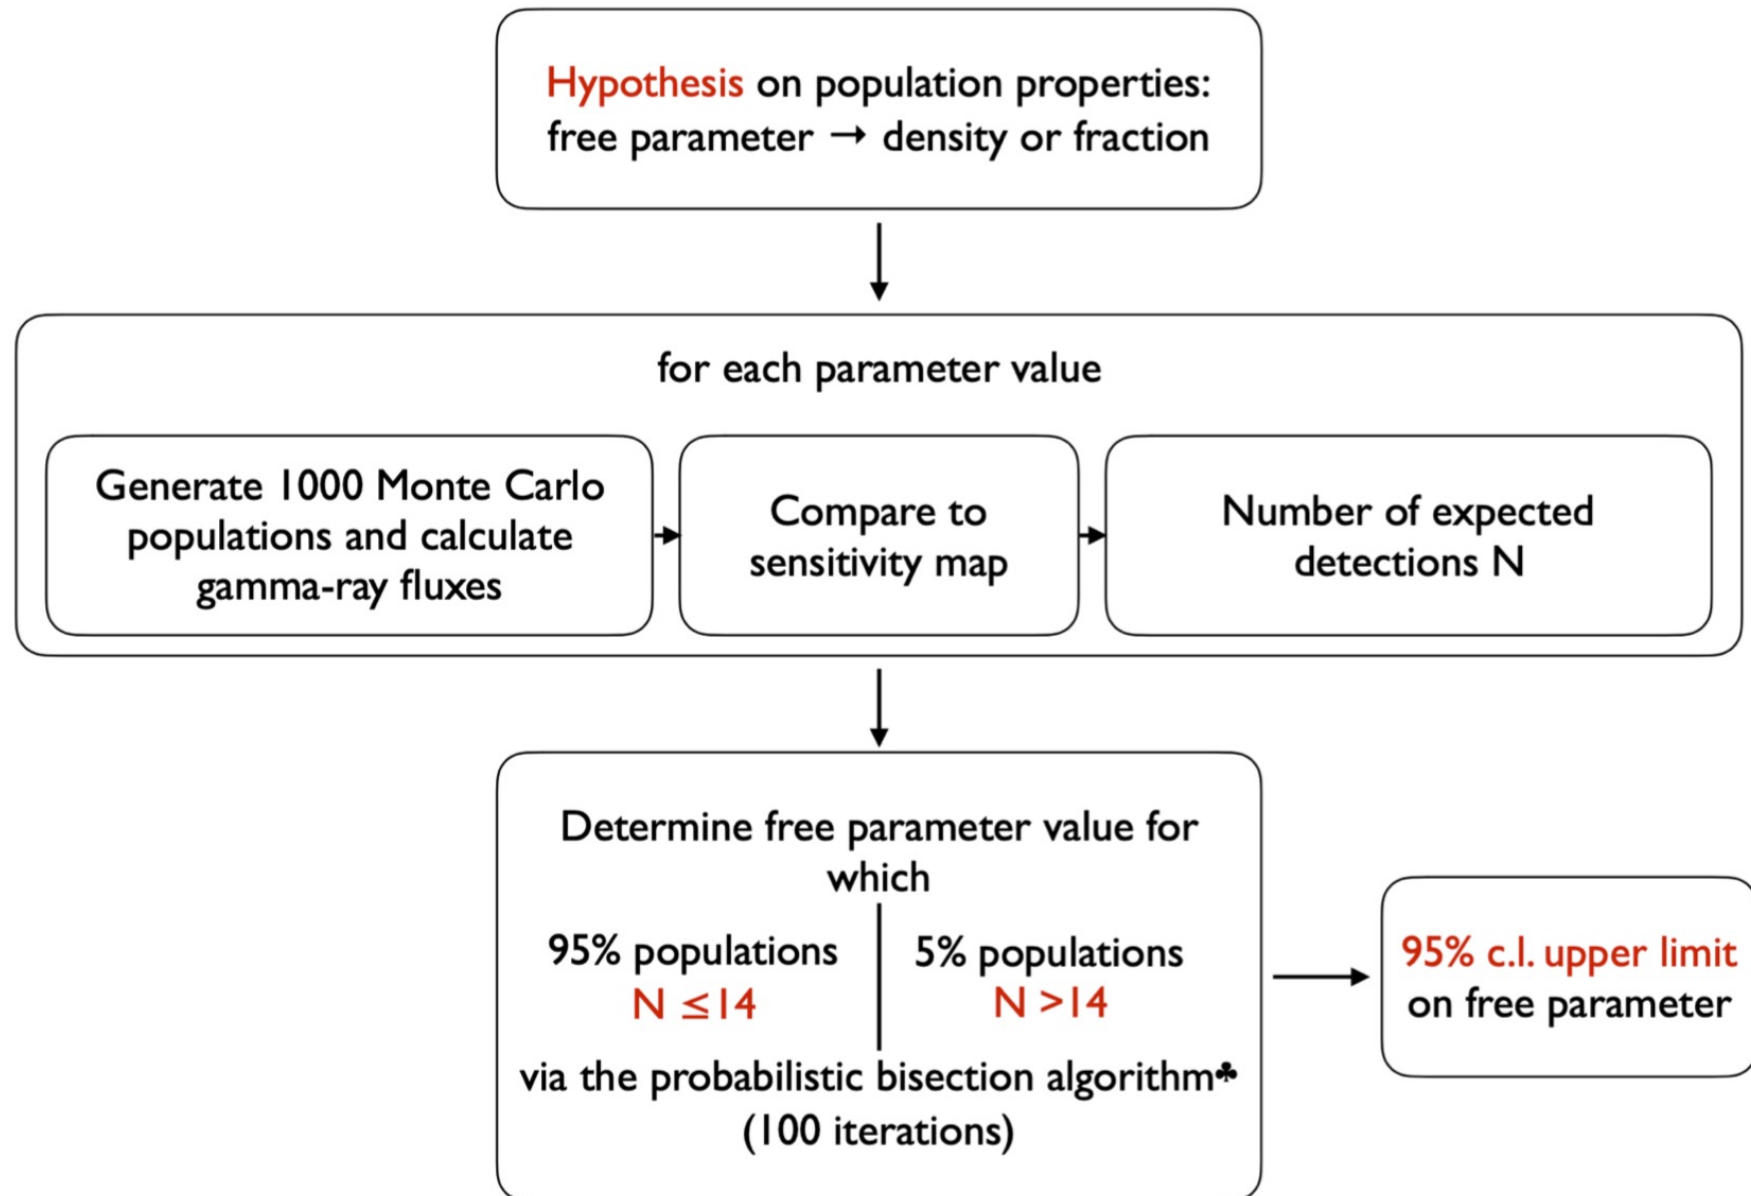 Hypothesis on population properties:
free parameter → density or fraction
for each parameter value
Generate 1000 Monte Carlo
populations and calculate
gamma-ray fluxes
Compare to
sensitivity map
Number of expected
detections N
Determine free parameter value for
which
95% populations
N ≤14
5% populations
N >14
via the probabilistic bisection algorithm♣
(100 iterations)
95% c.l. upper limit
on free parameter